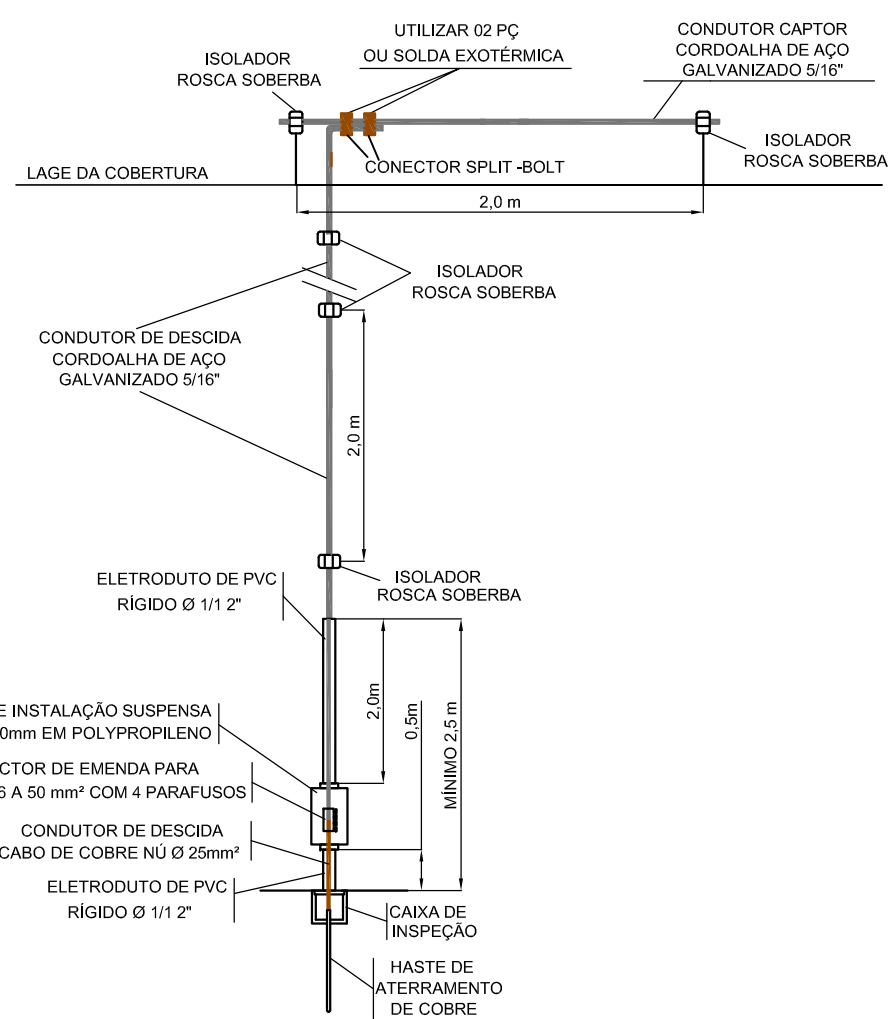 UTILIZAR 02 PÇ
OU SOLDA EXOTÉRMICA
CONDUTOR CAPTOR
CORDOALHA DE AÇO
GALVANIZADO 5/16"
ISOLADOR
ROSCA SOBERBA
ISOLADOR
ROSCA SOBERBA
CONECTOR SPLIT -BOLT
LAGE DA COBERTURA
2,0 m
ISOLADOR
ROSCA SOBERBA
CONDUTOR DE DESCIDA
CORDOALHA DE AÇO
GALVANIZADO 5/16"
2,0 m
ISOLADOR
ROSCA SOBERBA
ELETRODUTO DE PVC
RÍGIDO Ø 1/1 2"
2,0m
0,5m
MÍNIMO 2,5 m
E INSTALAÇÃO SUSPENSA
0mm EM POLYPROPILENO
CTOR DE EMENDA PARA
6 A 50 mm² COM 4 PARAFUSOS
CONDUTOR DE DESCIDA
CABO DE COBRE NÚ Ø 25mm²
ELETRODUTO DE PVC
RÍGIDO Ø 1/1 2"
CAIXA DE
INSPEÇÃO
HASTE DE
ATERRAMENTO
DE COBRE